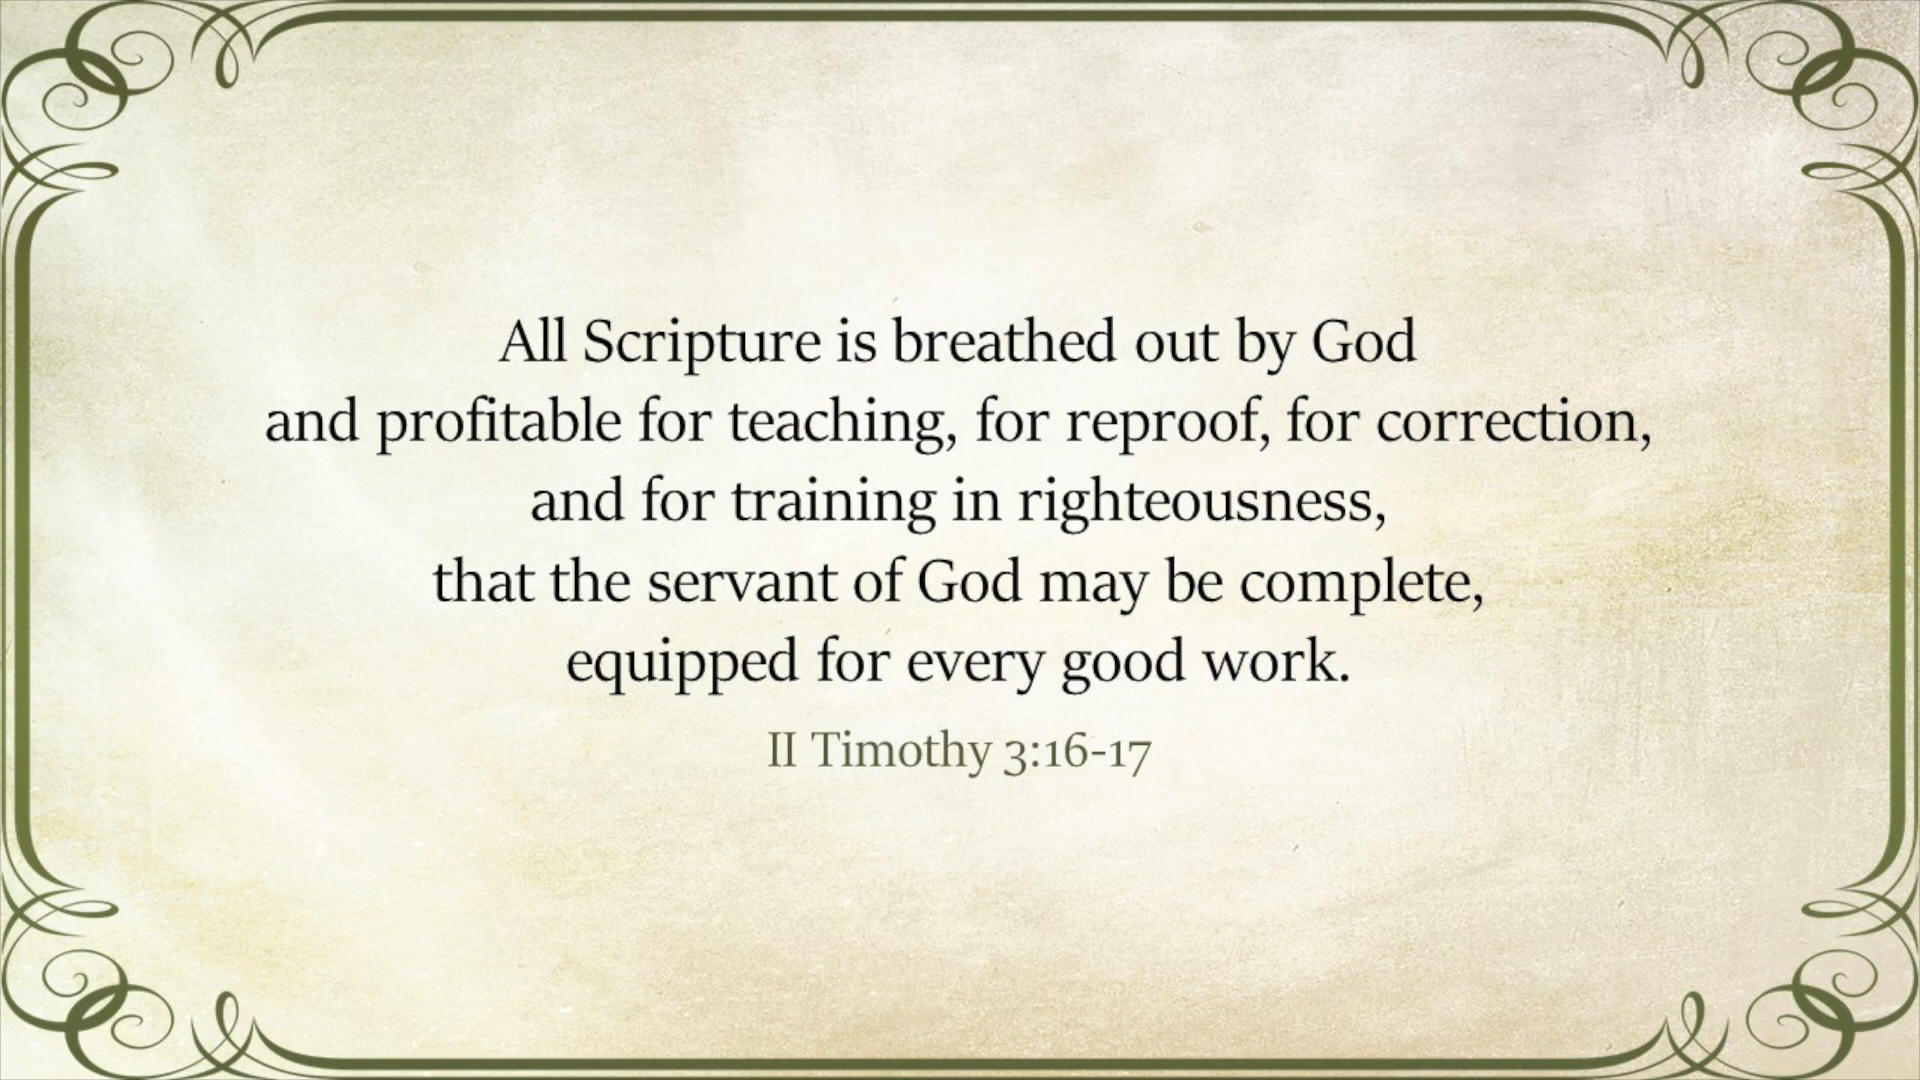 All Scripture is breathed out by God
and profitable for teaching, for reproof, for correction,
and for training in righteousness,
that the servant of God may be complete,
equipped for every good work.
II Timothy 3:16-17